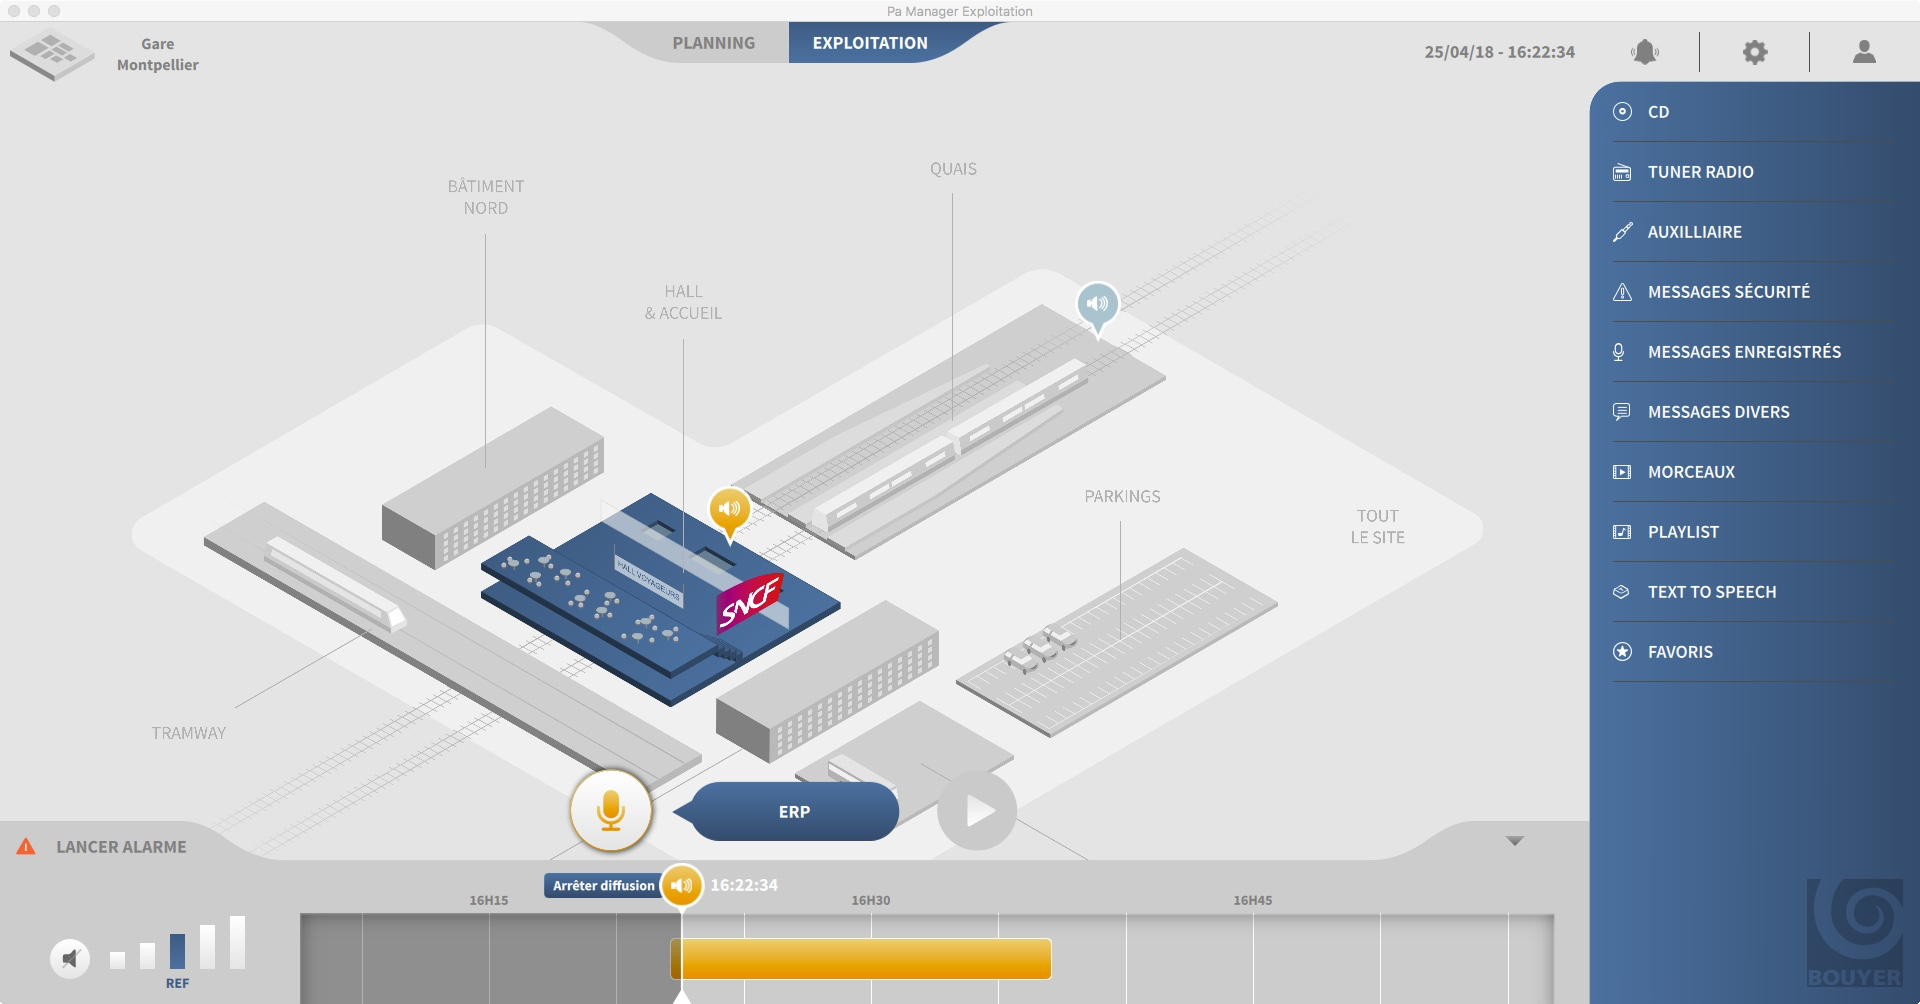 Pa Manager Exploitation
Gare
Montpellier
PLANNING
EXPLOITATION
25/04/18 - 16:22:34
CD
TUNER RADIO
AUXILLIAIRE
MESSAGES SÉCURITÉ
MESSAGES ENREGISTRÉS
MESSAGES DIVERS
MORCEAUX
PLAYLIST
TEXT TO SPEECH
FAVORIS
QUAIS
BÂTIMENT
NORD
HALL
& ACCUEIL
PARKINGS
TOUT
LE SITE
HALL VOYAGEURS
SNCF
TRAMWAY
ERP
LANCER ALARME
Arrêter diffusion
16:22:34
16H15
16H30
16H45
REF
BOUYER